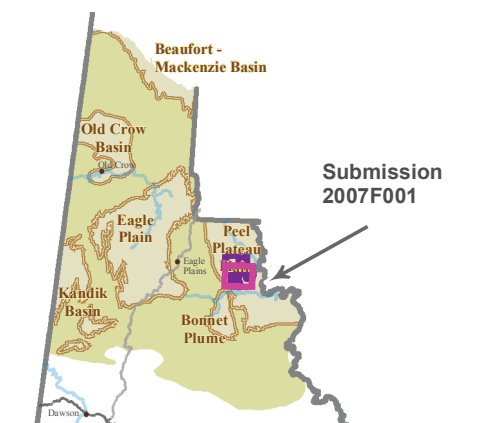 Beaufort -
Mackenzie Basin
Old Crow
Basin
Old Crow
Submission
2007F001
Eagle
Plain
Peel
Plateau
Eagle
Plains
Kandik
Basin
Bonnet
Plume
Dawson